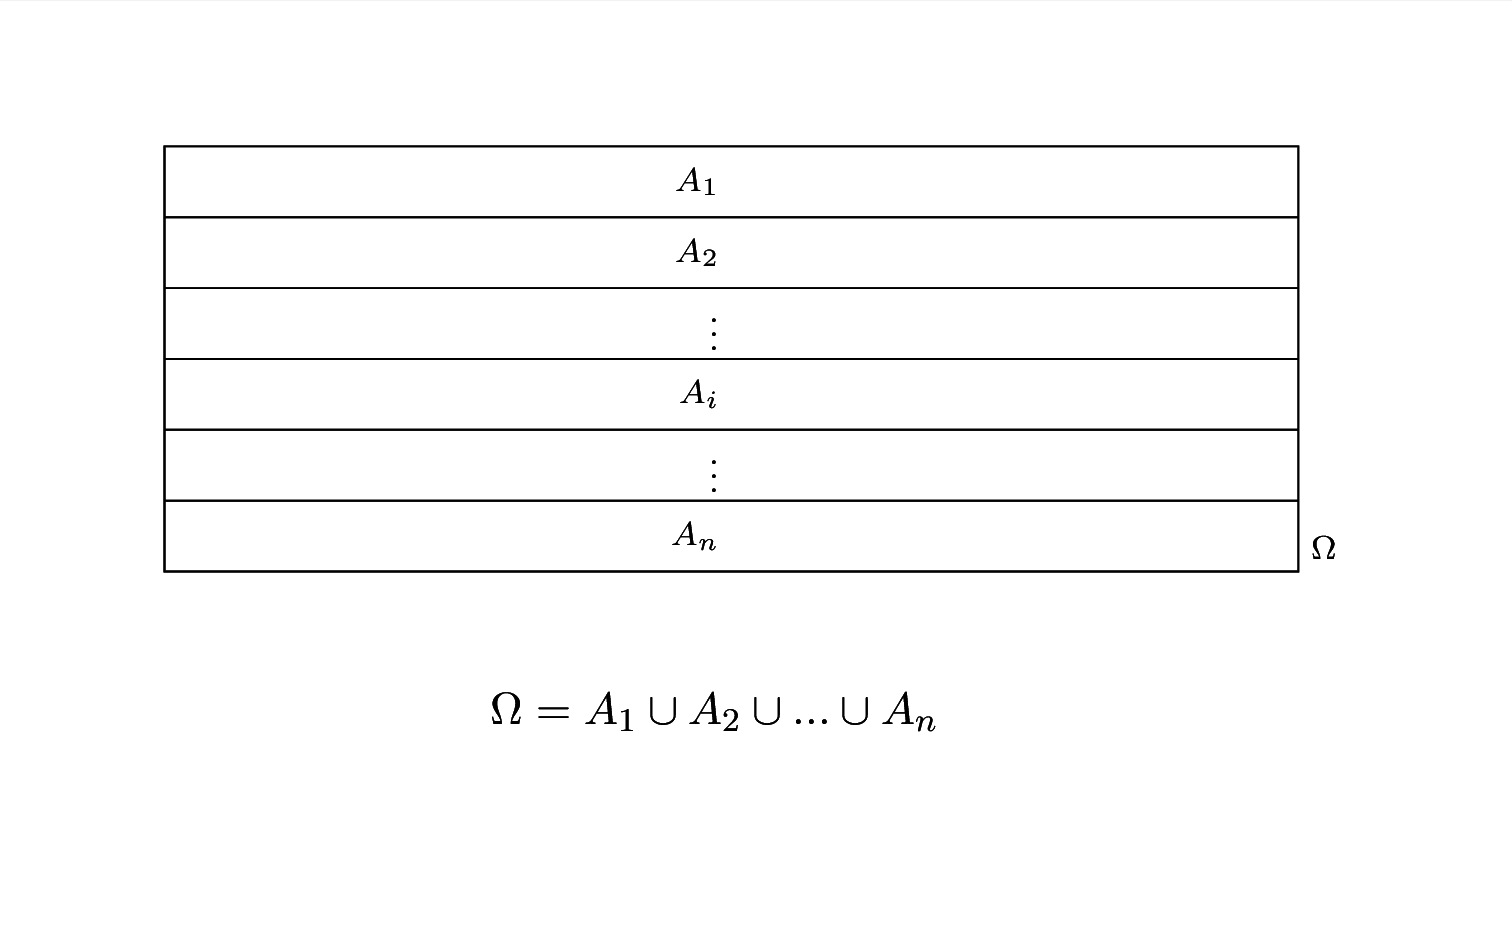 A₁
A₂
⋮
Aᵢ
⋮
Aₙ
Ω
Ω = A₁ ∪ A₂ ∪ ... ∪ Aₙ